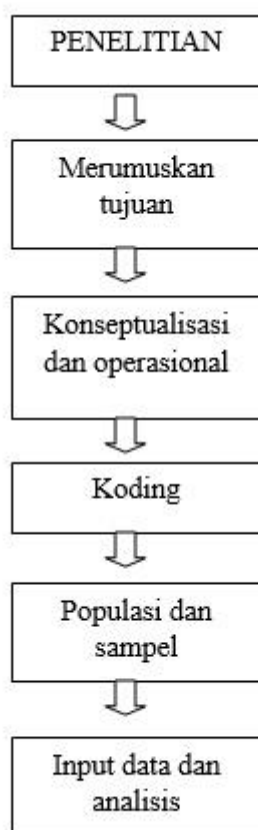 PENELITIAN
Merumuskan
tujuan
Konseptualisasi
dan operasional
Koding
Populasi dan
sampel
Input data dan
analisis